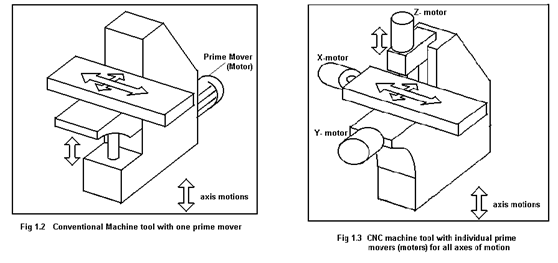 Prime Mover
(Motor)
axis motions
Fig 1.2 Conventional Machine tool with one prime mover
Z- motor
X-motor
Y- motor
axis motions
Fig 1.3 CNC machine tool with individual prime
movers (motors) for all axes of motion